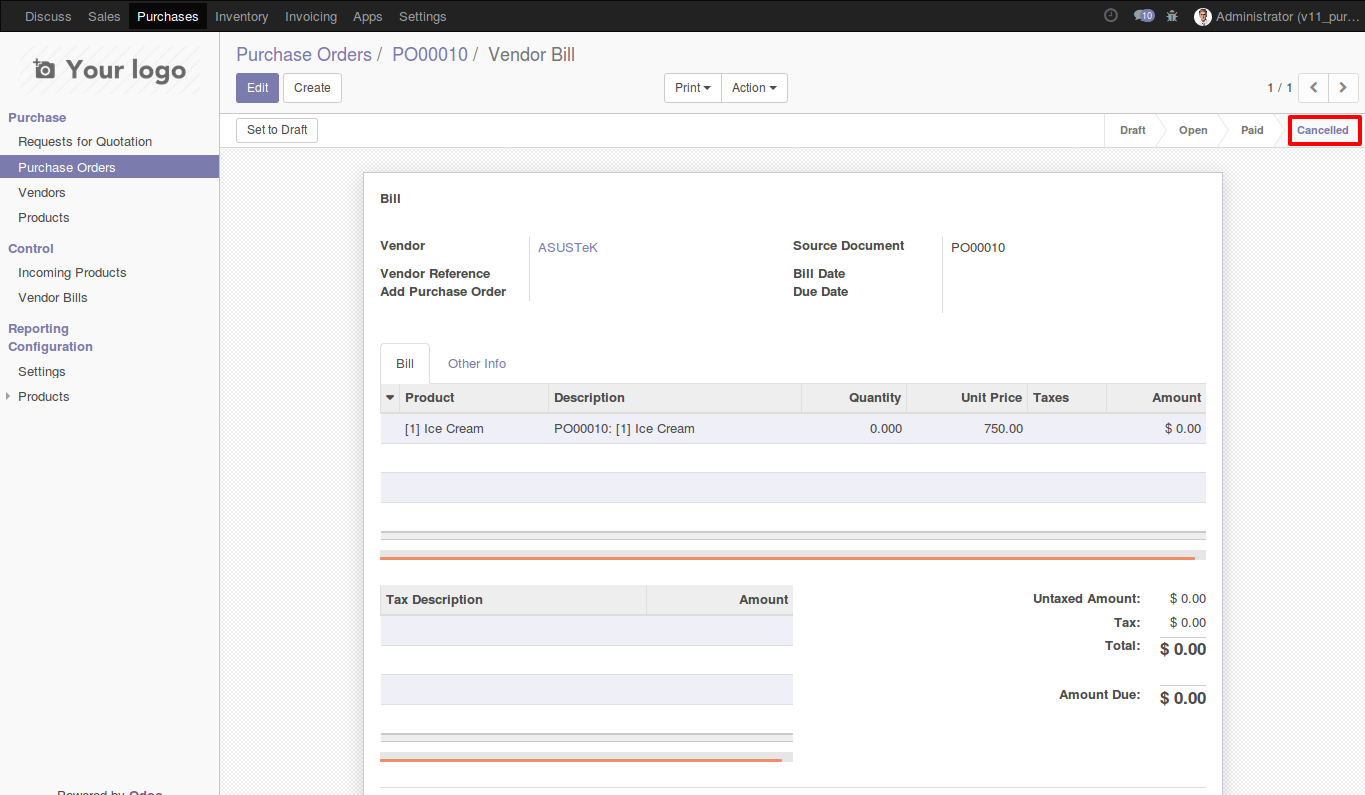 Discuss Sales Purchases Inventory Invoicing Apps Settings 10 Administrator (v11_pur...
Your logo
Purchase Orders / PO00010 / Vendor Bill
Edit Create Print Action 1 / 1
Set to Draft Draft Open Paid Cancelled
Purchase
Requests for Quotation
Purchase Orders
Vendors
Products
Control
Incoming Products
Vendor Bills
Reporting
Configuration
Settings
Products
Powered by Odoo
Bill
Vendor ASUSTeK Source Document PO00010
Vendor Reference Bill Date
Add Purchase Order Due Date
Bill Other Info
Product Description Quantity Unit Price Taxes Amount
[1] Ice Cream PO00010: [1] Ice Cream 0.000 750.00 $ 0.00
Tax Description Amount
Untaxed Amount: $ 0.00
Tax: $ 0.00
Total: $ 0.00
Amount Due: $ 0.00